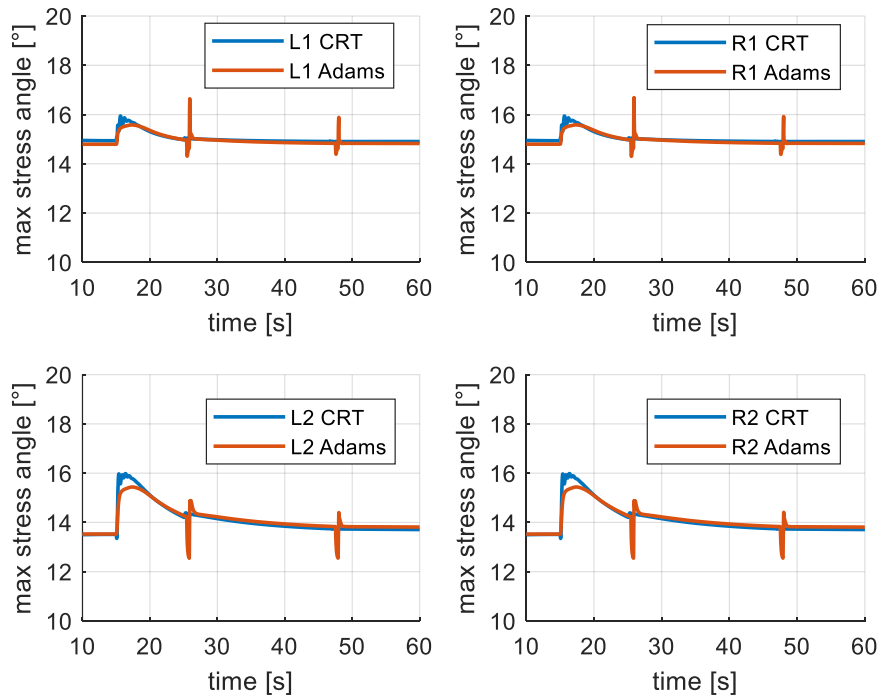 20
18
16
14
12
10
max stress angle [°]
L1 CRT
L1 Adams
10 20 30 40 50 60
time [s]
20
18
16
14
12
10
max stress angle [°]
R1 CRT
R1 Adams
10 20 30 40 50 60
time [s]
20
18
16
14
12
10
max stress angle [°]
L2 CRT
L2 Adams
10 20 30 40 50 60
time [s]
20
18
16
14
12
10
max stress angle [°]
R2 CRT
R2 Adams
10 20 30 40 50 60
time [s]